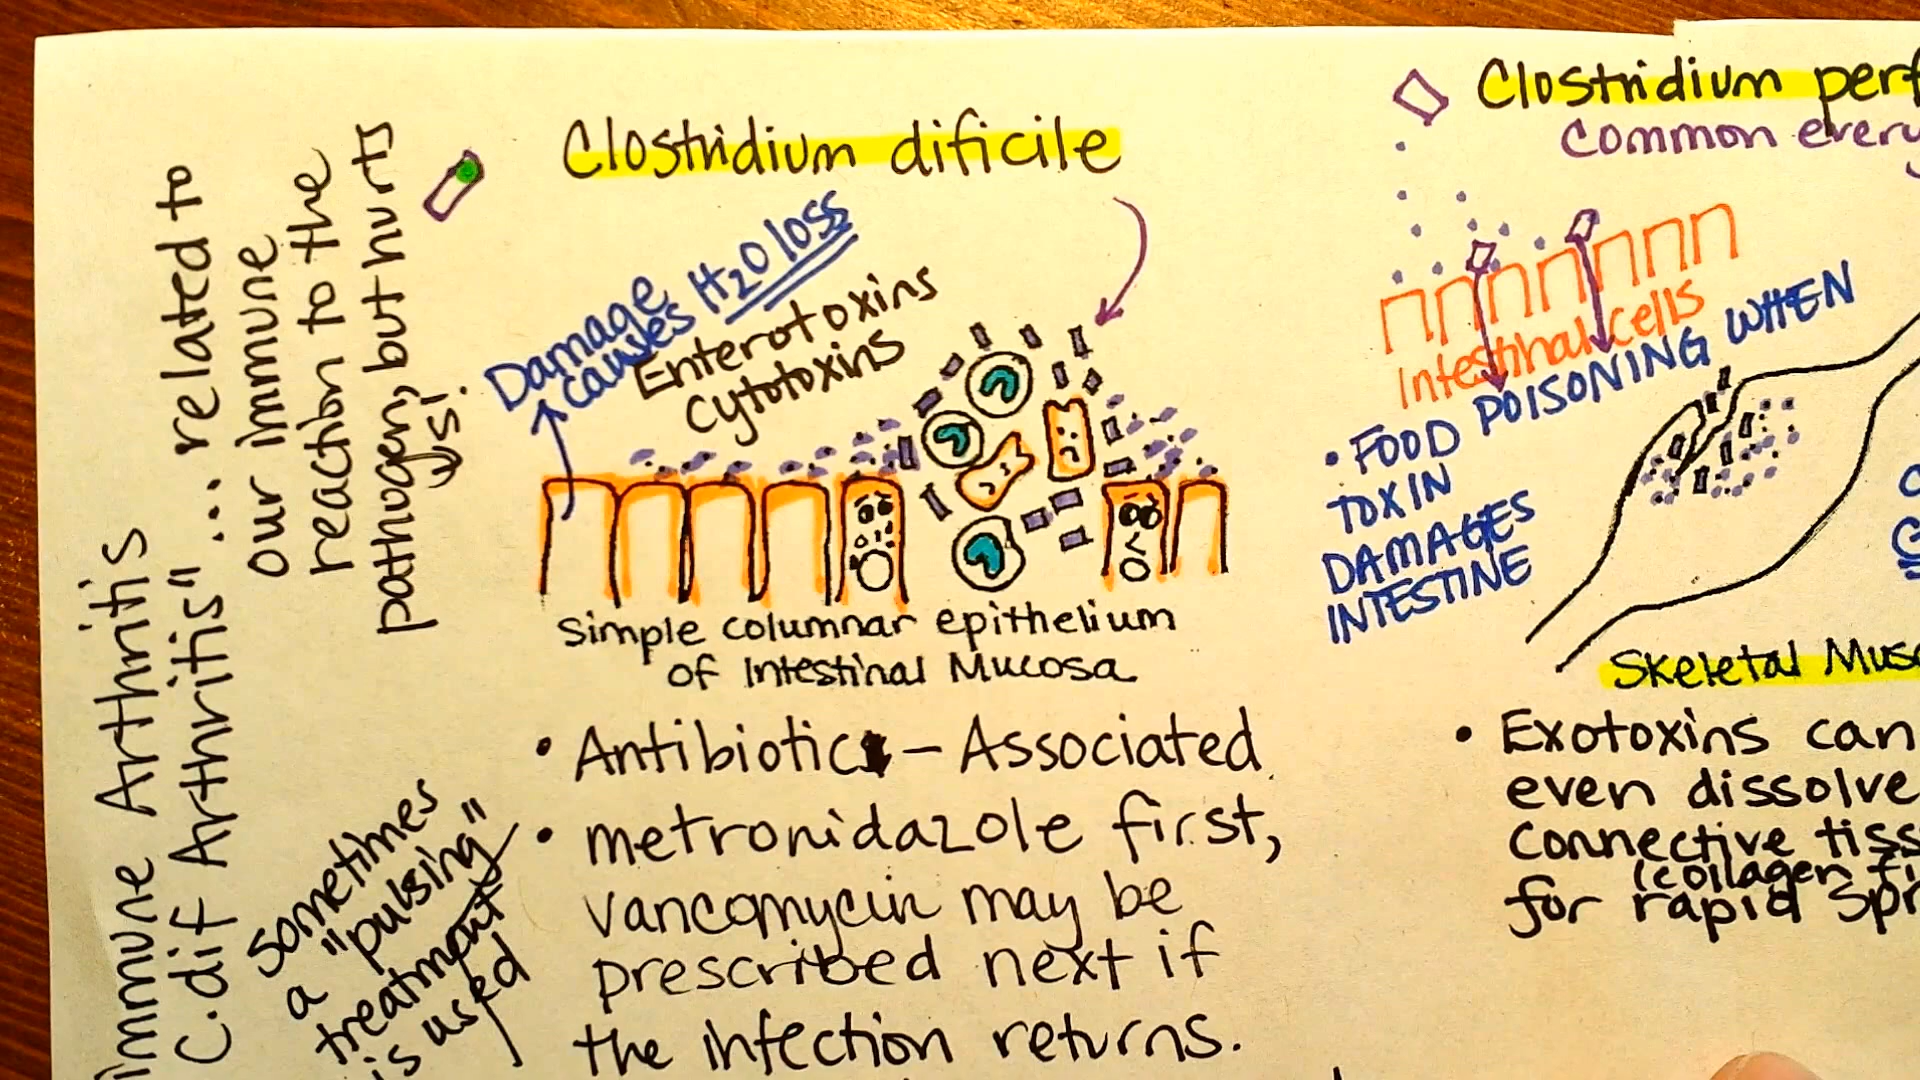 immune Arthritis
C.dif Arthritis"... related to
our immune
reaction to the
pathogen, but hurts
us!
sometimes
a "pulsing"
treatment
is used
Clostridium dificile
Damage
causes H2O loss
Enterotoxins
Cytotoxins
Simple columnar epithelium
of Intestinal Mucosa
• Antibiotic - Associated
• metronidazole first,
vancomycin may be
prescribed next if
the infection returns.
Clostridium perf
Common every
Intestinal cells
• FOOD POISONING WHEN
TOXIN
DAMAGES
INTESTINE
Skeletal Musc
• Exotoxins can
even dissolve
connective tiss
(collagen fi
for rapid spr